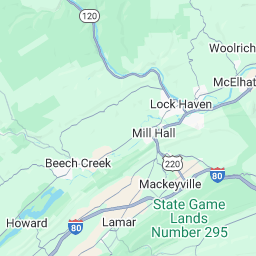 120
Woolrich
McElhat
Lock Haven
Mill Hall
Beech Creek
220
80
Mackeyville
State Game
Lands
Number 295
Howard
80
Lamar